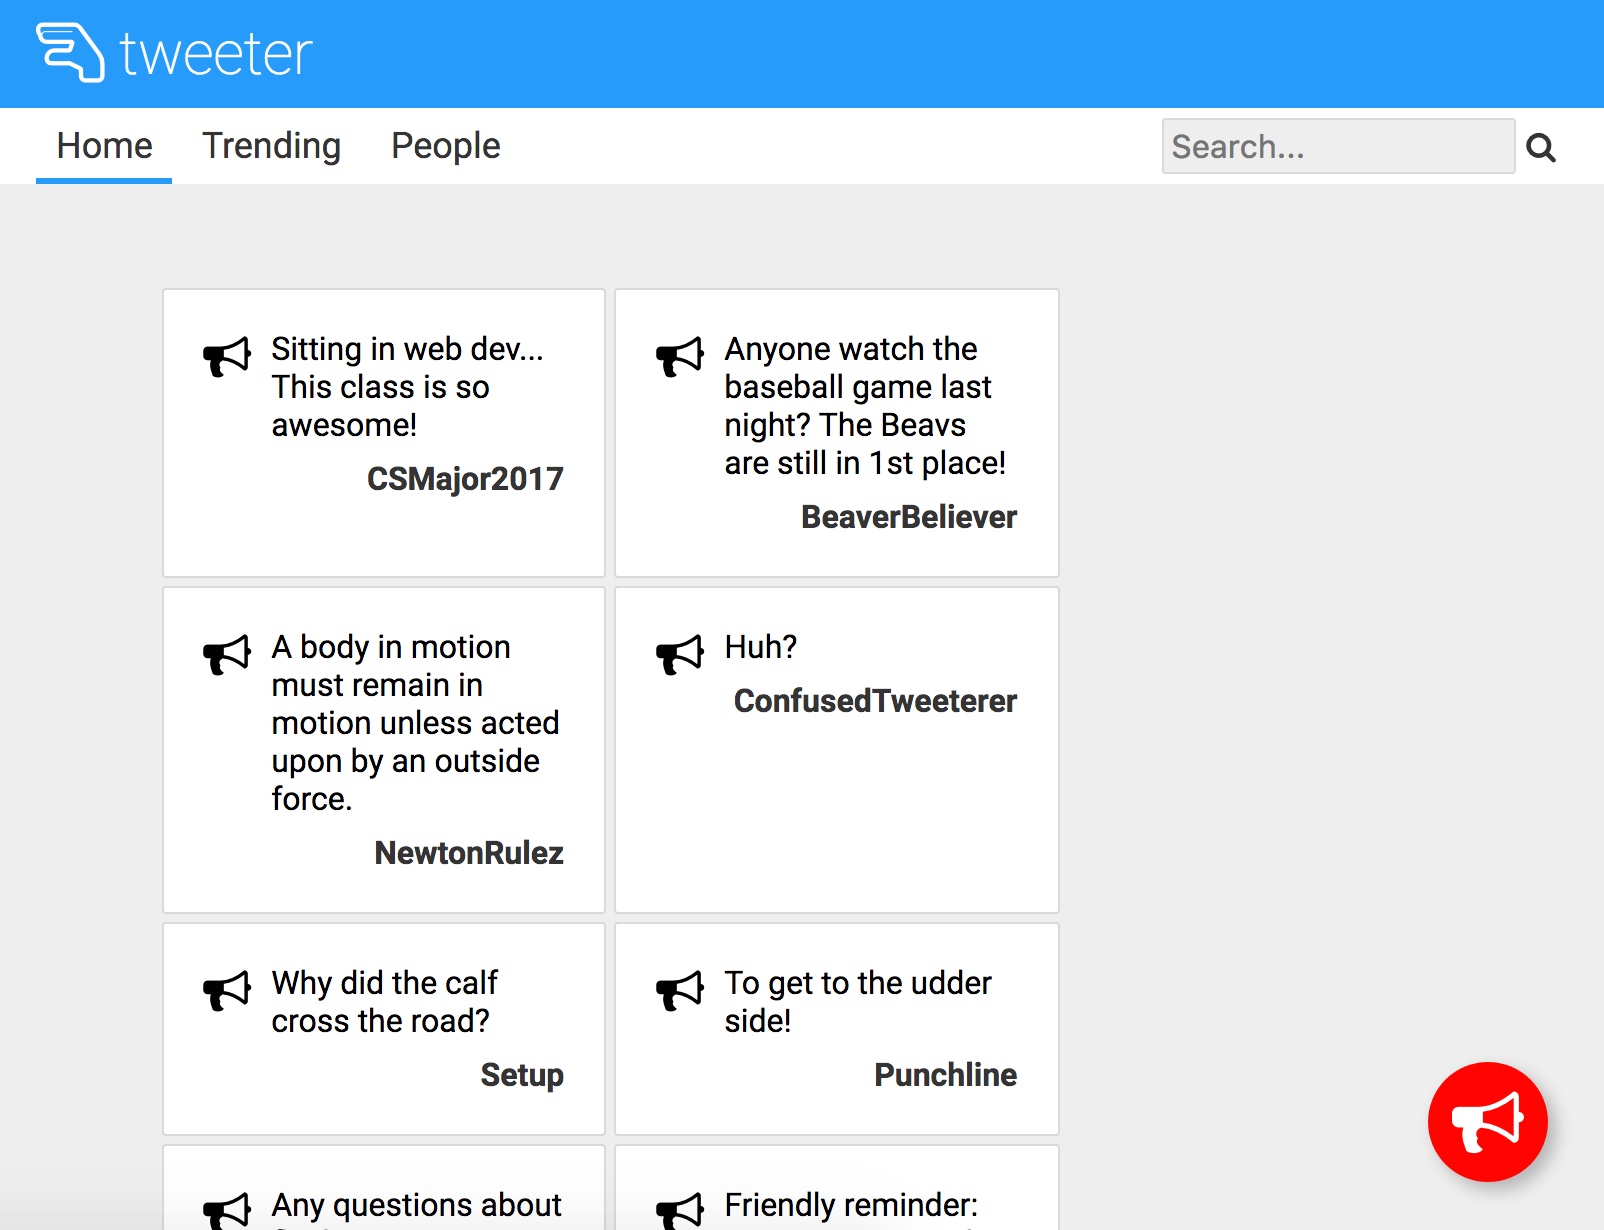 tweeter
Home Trending People Search...
Sitting in web dev...
This class is so
awesome!
CSMajor2017
Anyone watch the
baseball game last
night? The Beavs
are still in 1st place!
BeaverBeliever
A body in motion
must remain in
motion unless acted
upon by an outside
force.
NewtonRulez
Huh?
ConfusedTweeterer
Why did the calf
cross the road?
Setup
To get to the udder
side!
Punchline
Any questions about
Friendly reminder: